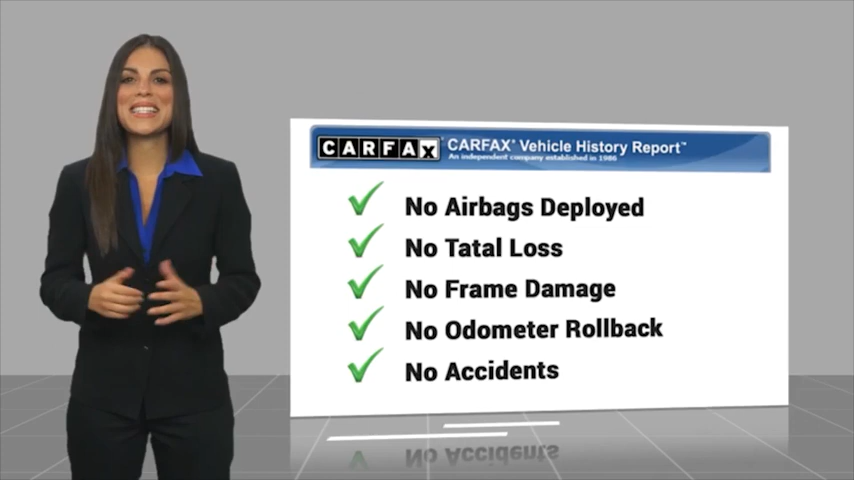 CARFAX CARFAX® Vehicle History Report™
An independent company established in 1986
No Airbags Deployed
No Tatal Loss
No Frame Damage
No Odometer Rollback
No Accidents
No Accidents